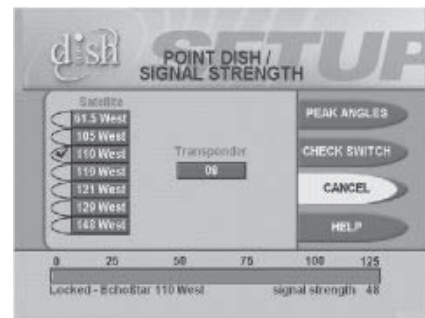 dish
SETUP
POINT DISH /
SIGNAL STRENGTH
Satellite
61.5 West
105 West
110 West
119 West
121 West
129 West
148 West
Transponder
09
PEAK ANGLES
CHECK SWITCH
CANCEL
HELP
0 25 50 75 100 125
Locked - EchoStar 110 West signal strength 48